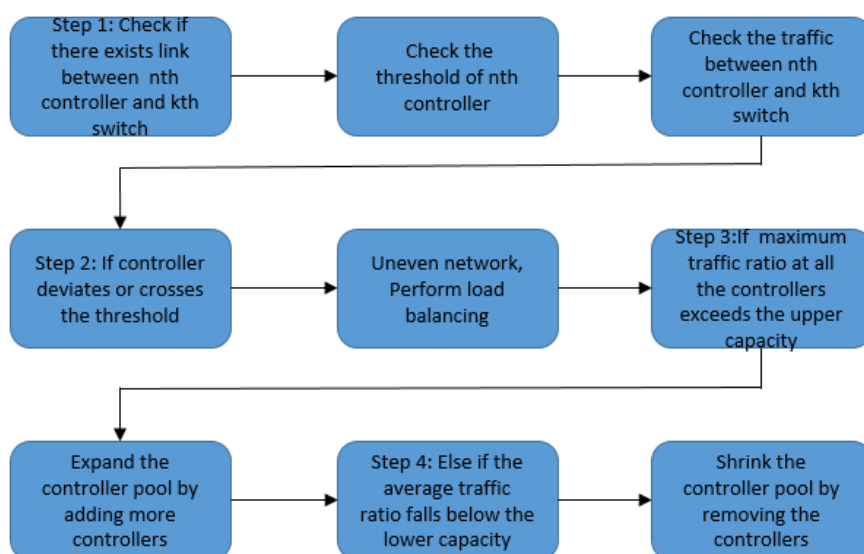 Step 1: Check if
there exists link
between nth
controller and kth
switch
Check the
threshold of nth
controller
Check the traffic
between nth
controller and kth
switch
Step 2: If controller
deviates or crosses
the threshold
Uneven network,
Perform load
balancing
Step 3:If maximum
traffic ratio at all
the controllers
exceeds the upper
capacity
Expand the
controller pool by
adding more
controllers
Step 4: Else if the
average traffic
ratio falls below the
lower capacity
Shrink the
controller pool by
removing the
controllers